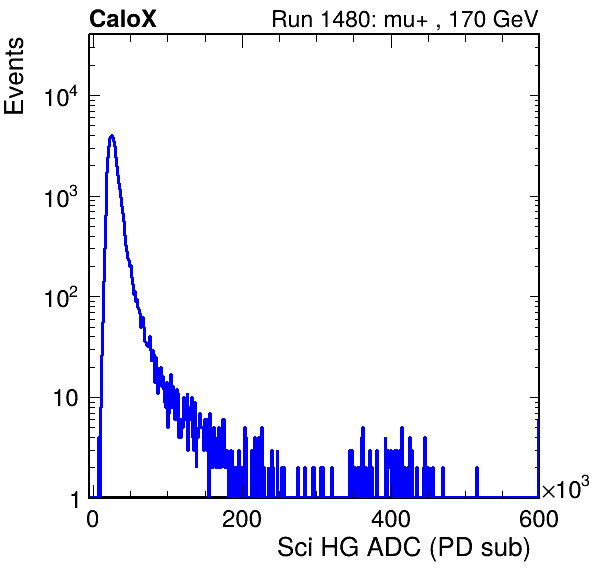 CaloX Run 1480: mu+ , 170 GeV
Events
10^4
10^3
10^2
10
1
0 200 400 600 ×10^3
Sci HG ADC (PD sub)